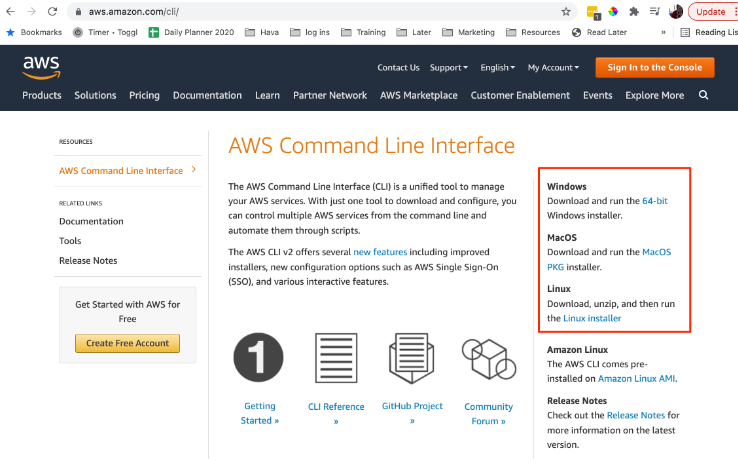 aws.amazon.com/cli/
1
Update
Bookmarks
Timer • Toggl
Daily Planner 2020
Hava
log ins
Training
Later
Marketing
Resources
Read Later
»
Reading Lis
aws
Contact Us Support English My Account Sign In to the Console
Products Solutions Pricing Documentation Learn Partner Network AWS Marketplace Customer Enablement Events Explore More
RESOURCES
AWS Command Line Interface
RELATED LINKS
Documentation
Tools
Release Notes
Get Started with AWS for
Free
Create Free Account
AWS Command Line Interface
The AWS Command Line Interface (CLI) is a unified tool to manage
your AWS services. With just one tool to download and configure, you
can control multiple AWS services from the command line and
automate them through scripts.
The AWS CLI v2 offers several new features including improved
installers, new configuration options such as AWS Single Sign-On
(SSO), and various interactive features.
1
Getting
Started »
CLI Reference
»
GitHub Project
»
Community
Forum »
Windows
Download and run the 64-bit
Windows installer.
MacOS
Download and run the MacOS
PKG installer.
Linux
Download, unzip, and then run
the Linux installer
Amazon Linux
The AWS CLI comes pre-
installed on Amazon Linux AMI.
Release Notes
Check out the Release Notes for
more information on the latest
version.